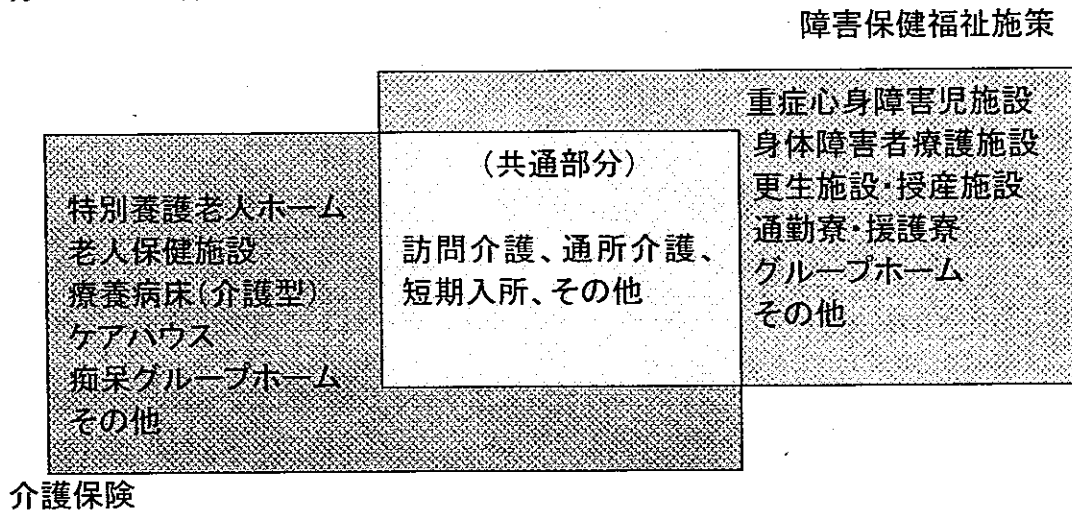 障害保健福祉施策
重症心身障害児施設
身体障害者療護施設
更生施設・授産施設
通勤寮・援護寮
グループホーム
その他
(共通部分)
訪問介護、通所介護、
短期入所、その他
特別養護老人ホーム
老人保健施設
療養病床(介護型)
ケアハウス
痴呆グループホーム
その他
介護保険